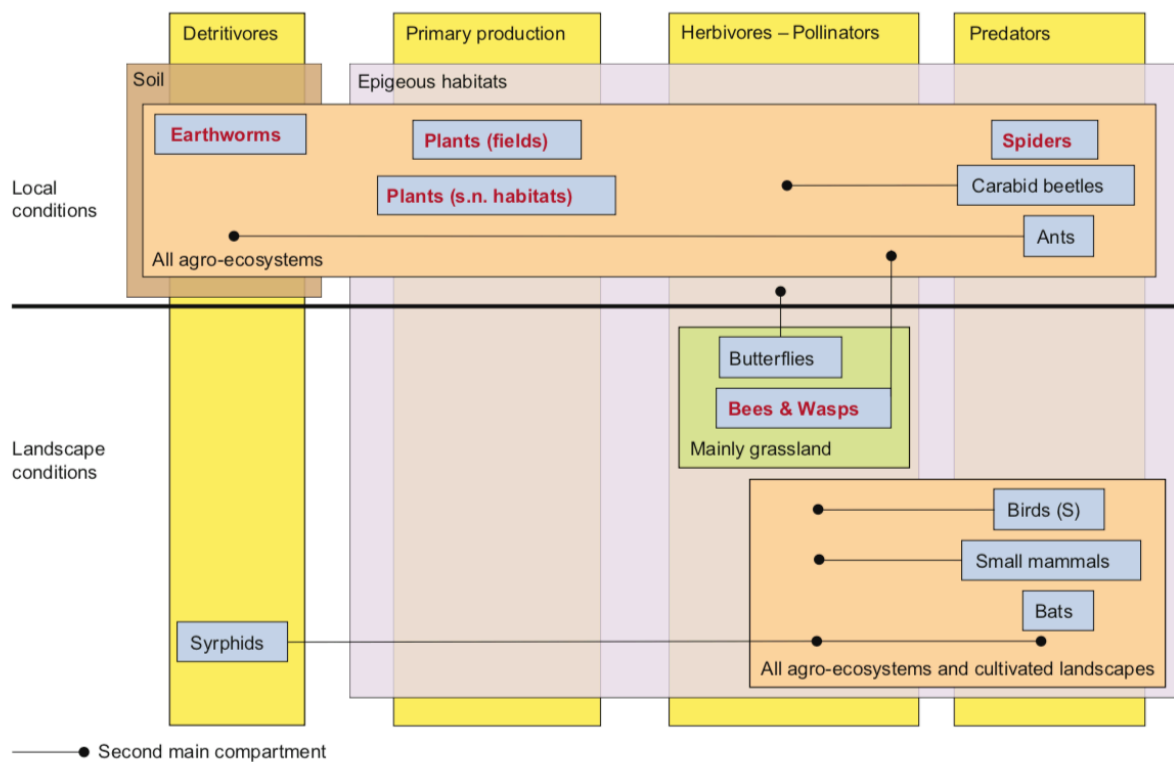 Detritivores
Primary production
Herbivores – Pollinators
Predators
Soil
Epigeous habitats
Earthworms
Plants (fields)
Spiders
Local
conditions
Plants (s.n. habitats)
Carabid beetles
Ants
All agro-ecosystems
Butterflies
Bees & Wasps
Landscape
conditions
Mainly grassland
Birds (S)
Small mammals
Bats
Syrphids
All agro-ecosystems and cultivated landscapes
Second main compartment